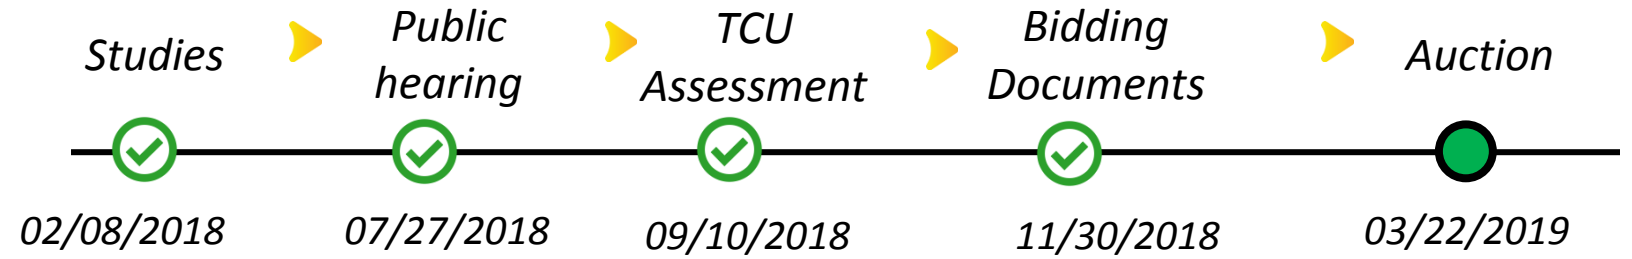 Studies
Public
hearing
TCU
Assessment
Bidding
Documents
Auction
02/08/2018
07/27/2018
09/10/2018
11/30/2018
03/22/2019